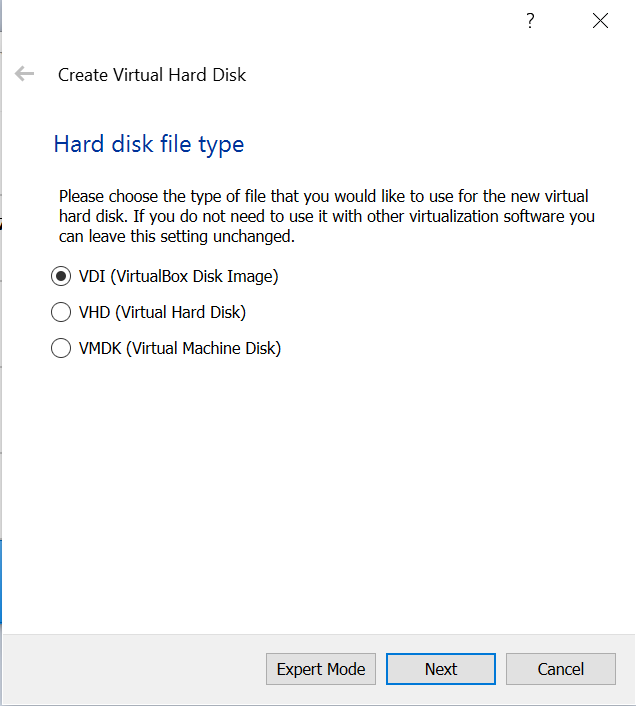 ?
Create Virtual Hard Disk
Hard disk file type
Please choose the type of file that you would like to use for the new virtual
hard disk. If you do not need to use it with other virtualization software you
can leave this setting unchanged.
VDI (VirtualBox Disk Image)
VHD (Virtual Hard Disk)
VMDK (Virtual Machine Disk)
Expert Mode Next Cancel